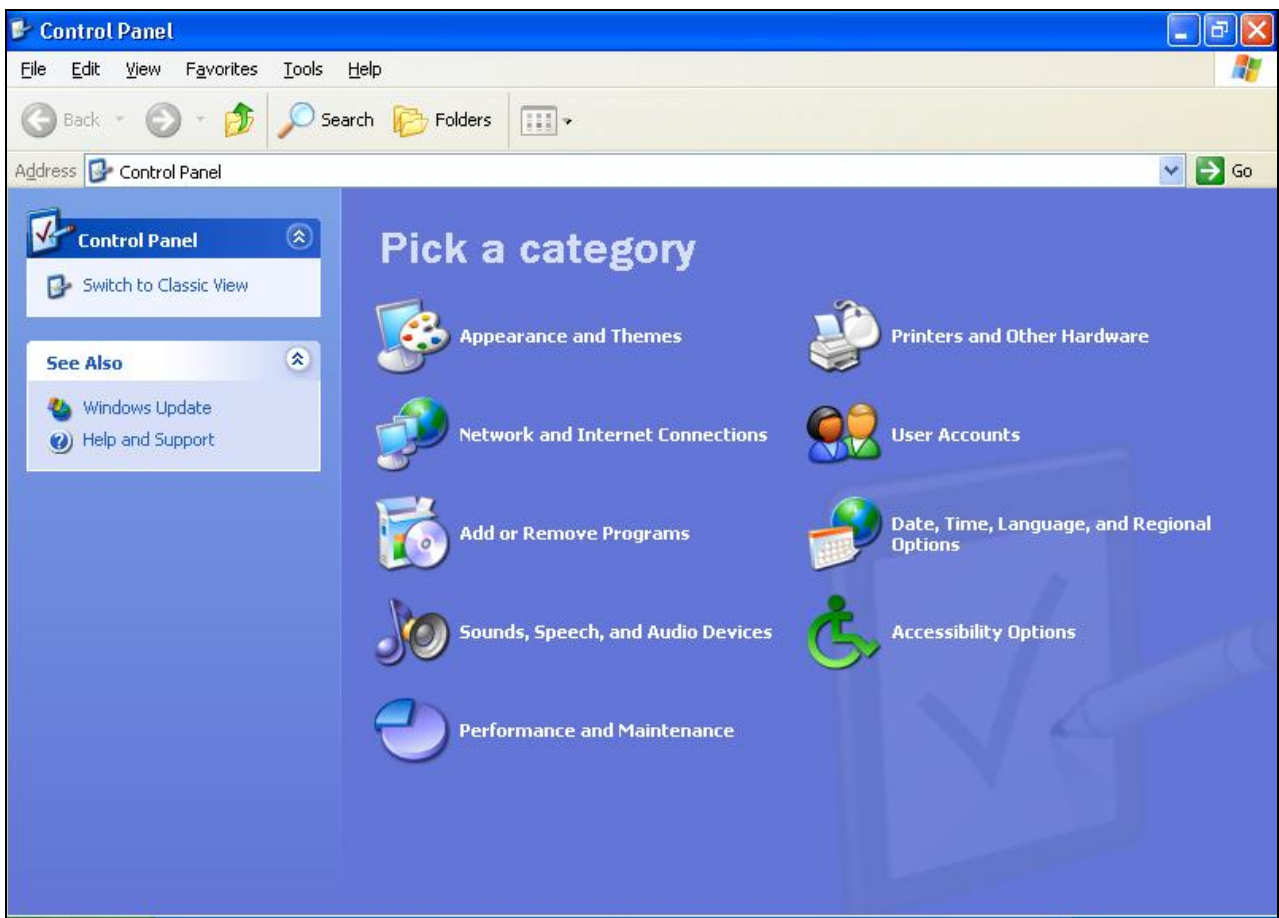 Control Panel
File Edit View Favorites Tools Help
Back Search Folders
Address Control Panel Go
Control Panel
Switch to Classic View
See Also
Windows Update
Help and Support
Pick a category
Appearance and Themes
Printers and Other Hardware
Network and Internet Connections
User Accounts
Add or Remove Programs
Date, Time, Language, and Regional
Options
Sounds, Speech, and Audio Devices
Accessibility Options
Performance and Maintenance